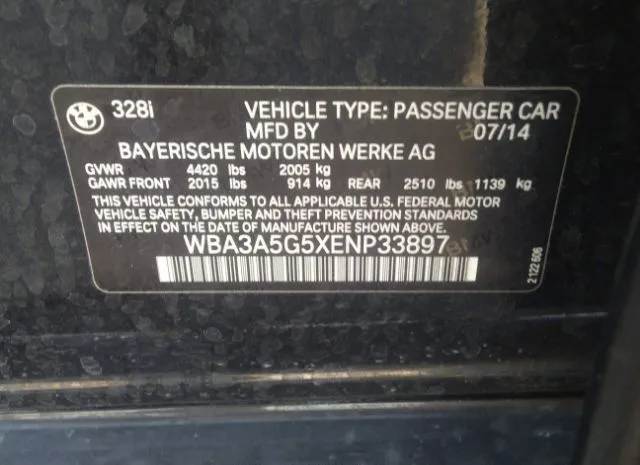 328i VEHICLE TYPE: PASSENGER CAR
MFD BY 07/14
BAYERISCHE MOTOREN WERKE AG
GVWR 4420 lbs 2005 kg
GAWR FRONT 2015 lbs 914 kg REAR 2510 lbs 1139 kg
THIS VEHICLE CONFORMS TO ALL APPLICABLE U.S. FEDERAL MOTOR
VEHICLE SAFETY, BUMPER AND THEFT PREVENTION STANDARDS
IN EFFECT ON THE DATE OF MANUFACTURE SHOWN ABOVE.
WBA3A5G5XENP33897
2 122 606